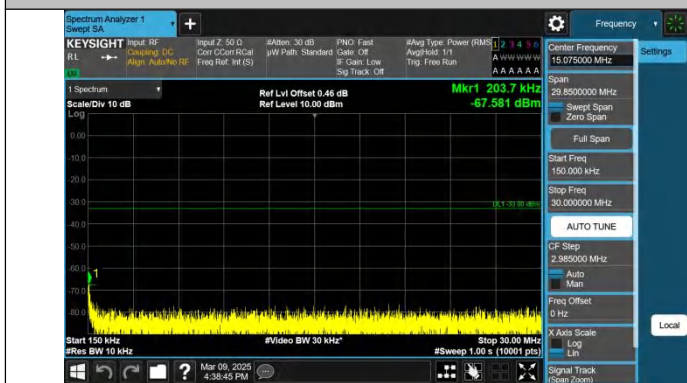 Spectrum Analyzer 1
Swept SA
Frequency
KEYSIGHT
RL
Input: RF
Coupling: DC
Align: Auto/No RF
Input Z: 50 Ω
Corr CCorr RCal
Freq Ref: Int (S)
#Atten: 30 dB
µW Path: Standard
PNO: Fast
Gate: Off
IF Gain: Low
Sig Track: Off
#Avg Type: Power (RMS)
Avg|Hold: 1/1
Trig: Free Run
1 2 3 4 5 6
A W W W W W
A A A A A A
1 Spectrum
Scale/Div 10 dB
Ref Lvl Offset 0.46 dB
Ref Level 10.00 dBm
Mkr1 203.7 kHz
-67.581 dBm
Log
0.00
-10.0
-20.0
-30.0
DL1 -33.00 dBm
-40.0
-50.0
-60.0
1
-70.0
-80.0
Start 150 kHz
#Res BW 10 kHz
#Video BW 30 kHz*
Stop 30.00 MHz
#Sweep 1.00 s (10001 pts)
Mar 09, 2025
4:38:45 PM
Center Frequency
15.075000 MHz
Settings
Span
29.8500000 MHz
Swept Span
Zero Span
Full Span
Start Freq
150.000 kHz
Stop Freq
30.000000 MHz
AUTO TUNE
CF Step
2.985000 MHz
Auto
Man
Freq Offset
0 Hz
Local
X Axis Scale
Log
Lin
Signal Track
(Span Zoom)